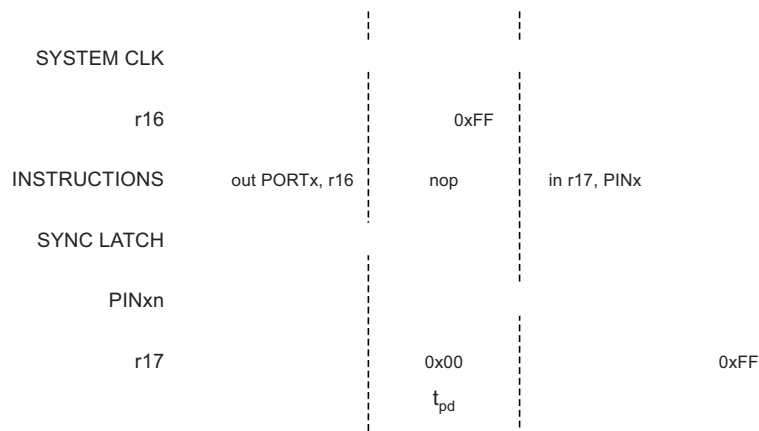 SYSTEM CLK
r16 0xFF
INSTRUCTIONS out PORTx, r16 nop in r17, PINx
SYNC LATCH
PINxn
r17 0x00 0xFF
tpd